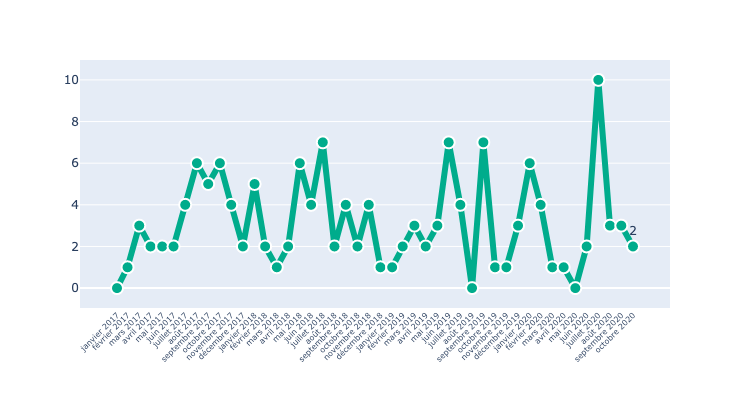 10
8
6
4
2
0
2
janvier 2017
février 2017
mars 2017
avril 2017
mai 2017
juin 2017
juillet 2017
août 2017
septembre 2017
octobre 2017
novembre 2017
décembre 2017
janvier 2018
février 2018
mars 2018
avril 2018
mai 2018
juin 2018
juillet 2018
août 2018
septembre 2018
octobre 2018
novembre 2018
décembre 2018
janvier 2019
février 2019
mars 2019
avril 2019
mai 2019
juin 2019
juillet 2019
août 2019
septembre 2019
octobre 2019
novembre 2019
décembre 2019
janvier 2020
février 2020
mars 2020
avril 2020
mai 2020
juin 2020
juillet 2020
août 2020
septembre 2020
octobre 2020